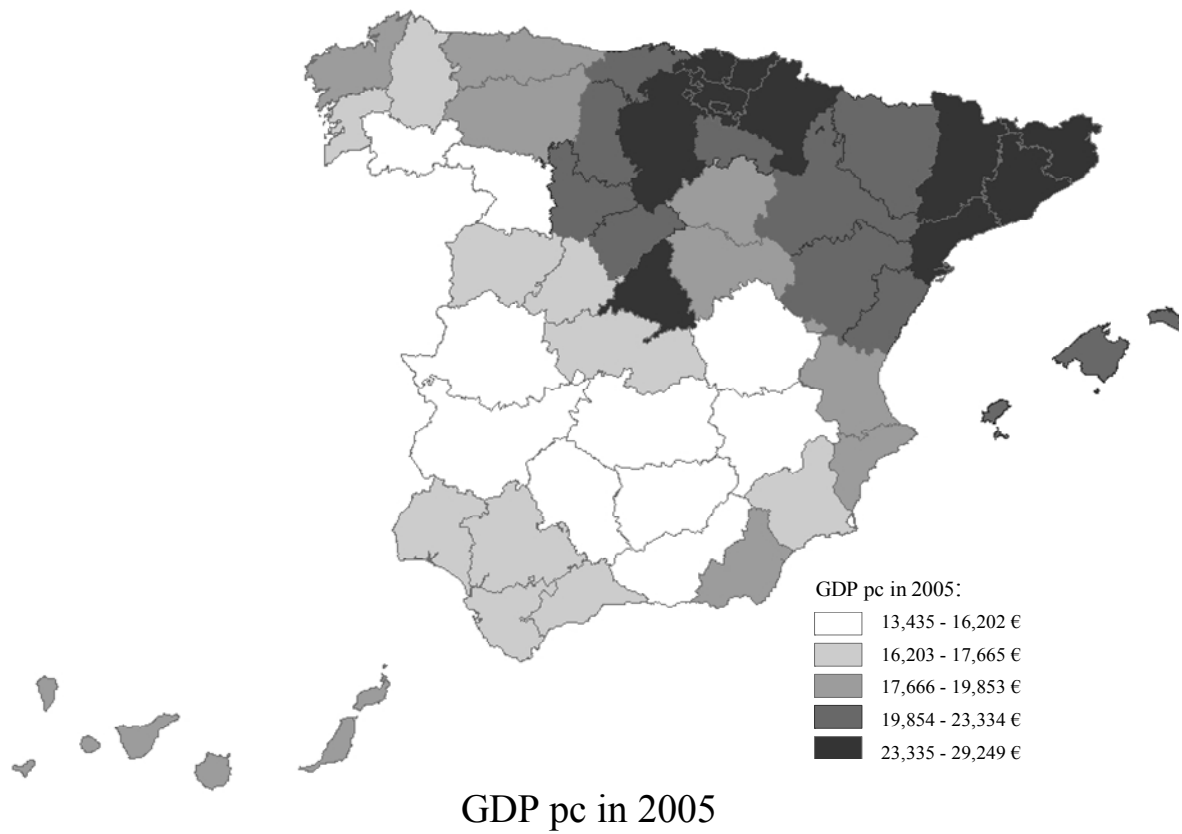 GDP pc in 2005:
13,435 - 16,202 €
16,203 - 17,665 €
17,666 - 19,853 €
19,854 - 23,334 €
23,335 - 29,249 €
GDP pc in 2005